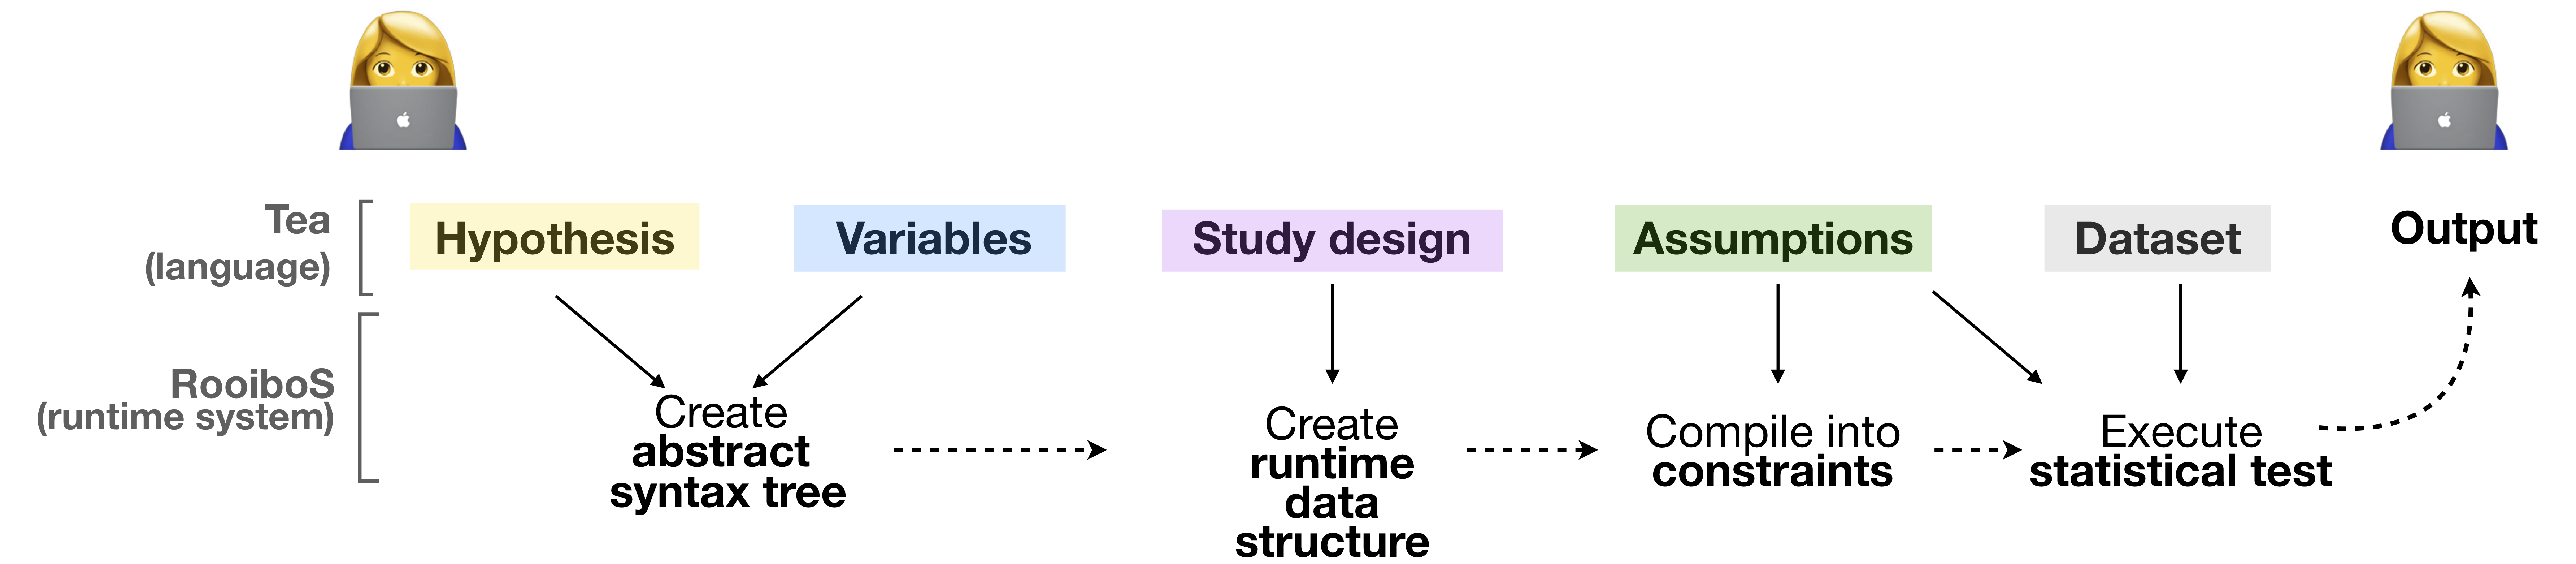 Tea
(language)
Hypothesis
Variables
Study design
Assumptions
Dataset
Output
RooiboS
(runtime system)
Create
abstract
syntax tree
Create
runtime
data
structure
Compile into
constraints
Execute
statistical test